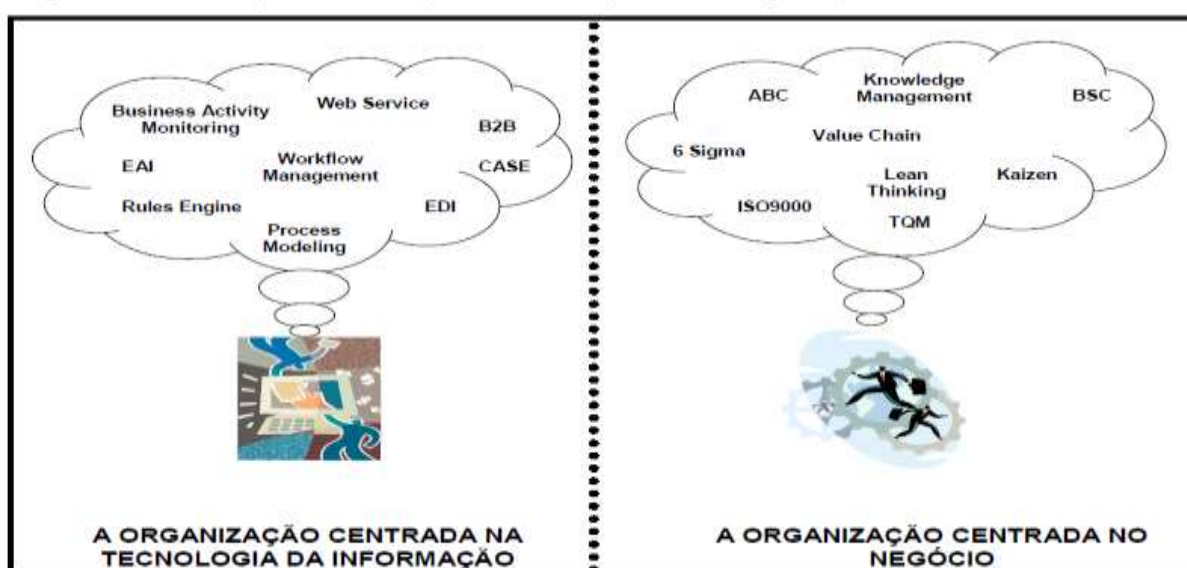 Business Activity
Monitoring
Web Service
B2B
EAI
Workflow
Management
CASE
Rules Engine
EDI
Process
Modeling
A ORGANIZAÇÃO CENTRADA NA
TECNOLOGIA DA INFORMAÇÃO
ABC
Knowledge
Management
BSC
Value Chain
6 Sigma
Lean
Thinking
Kaizen
ISO9000
TQM
A ORGANIZAÇÃO CENTRADA NO
NEGÓCIO